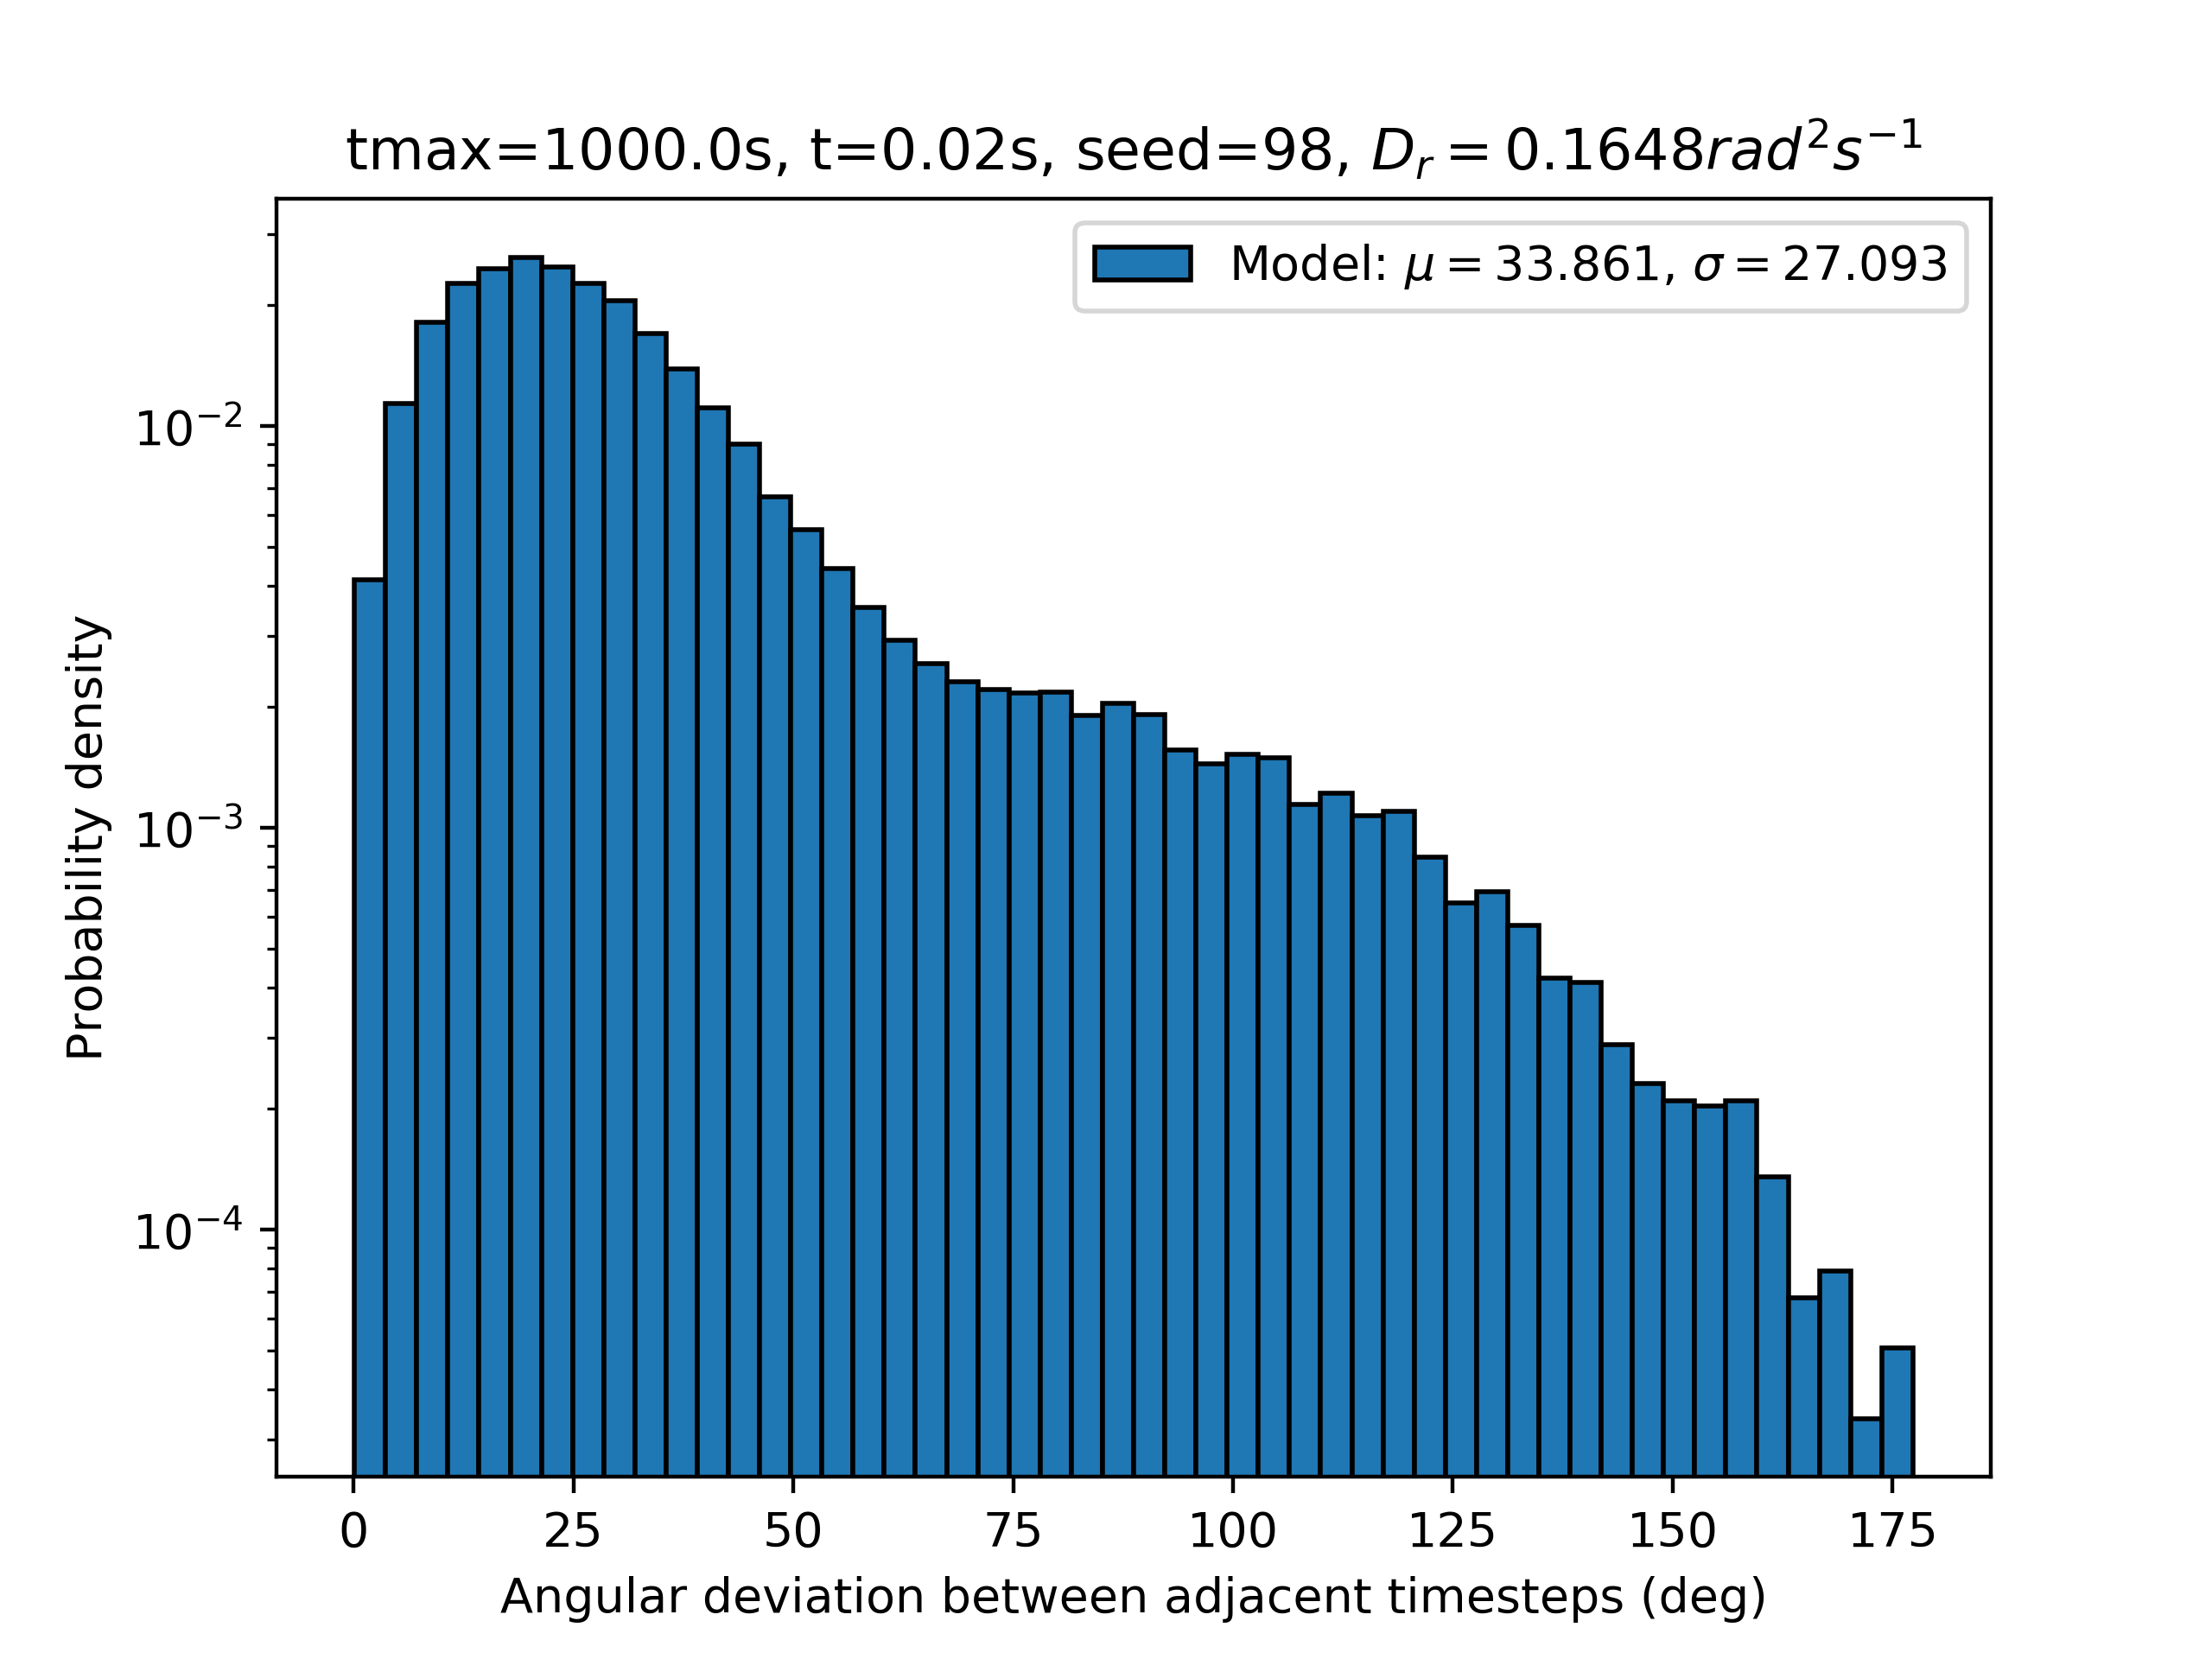 tmax=1000.0s, t=0.02s, seed=98, $D_r = 0.1648 rad^2 s^{-1}$
Model: μ = 33.861, σ = 27.093
Probability density
10⁻²
10⁻³
10⁻⁴
0 25 50 75 100 125 150 175
Angular deviation between adjacent timesteps (deg)